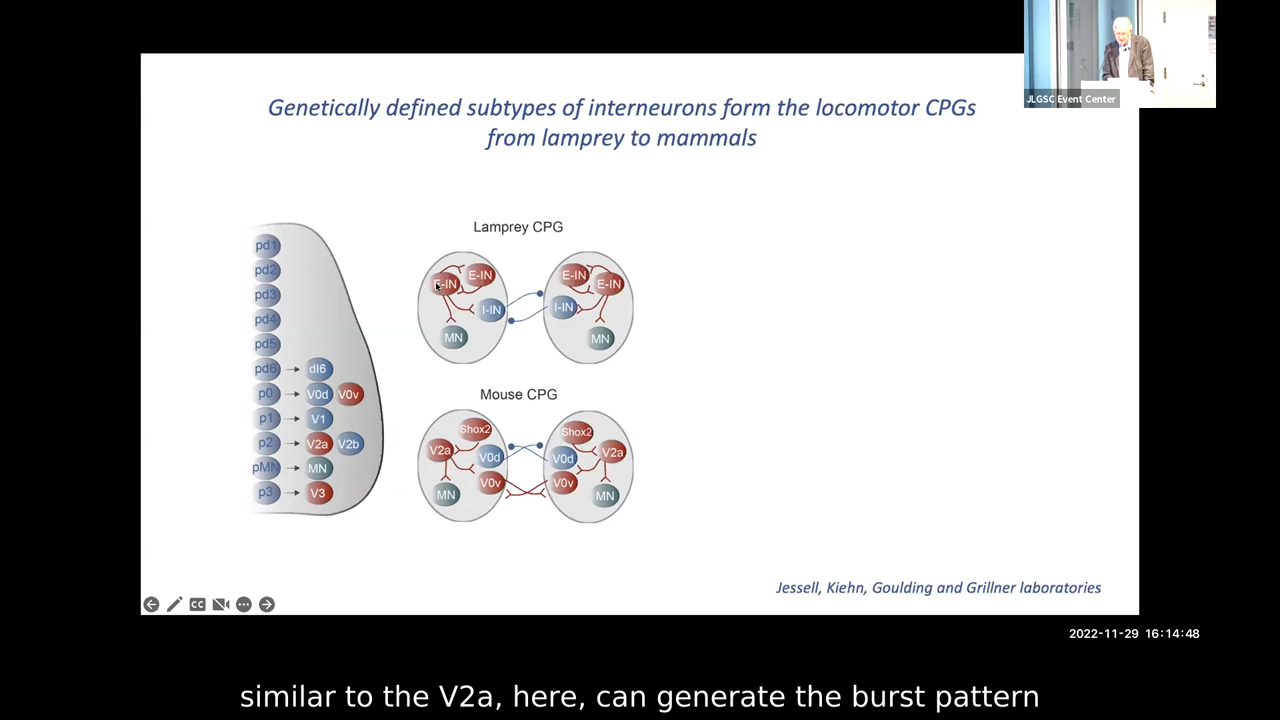 JLGSC Event Center
Genetically defined subtypes of interneurons form the locomotor CPGs
from lamprey to mammals
pd1
pd2
pd3
pd4
pd5
pd6 dI6
p0 V0d V0v
p1 V1
p2 V2a V2b
pMN MN
p3 V3
Lamprey CPG
E-IN E-IN E-IN E-IN
I-IN I-IN
MN MN
Mouse CPG
Shox2 Shox2
V2a V0d V0d V2a
V0v V0v
MN MN
Jessell, Kiehn, Goulding and Grillner laboratories
CC
2022-11-29 16:14:48
similar to the V2a, here, can generate the burst pattern